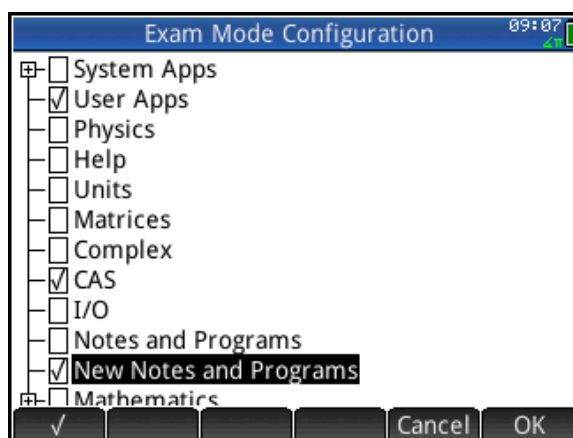 Exam Mode Configuration 09:07
∠π
System Apps
User Apps
Physics
Help
Units
Matrices
Complex
CAS
I/O
Notes and Programs
New Notes and Programs
Mathematics
√ Cancel OK